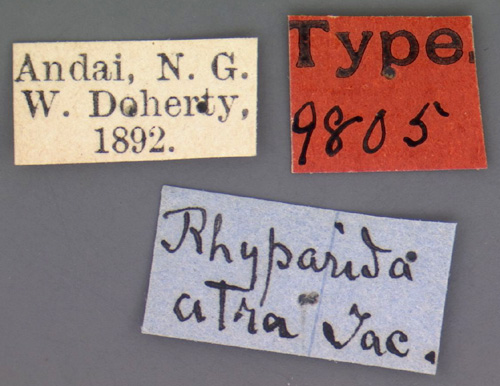 Andai, N. G.
W. Doherty,
1892.
Type.
9805
Rhyparida
atra Jac.